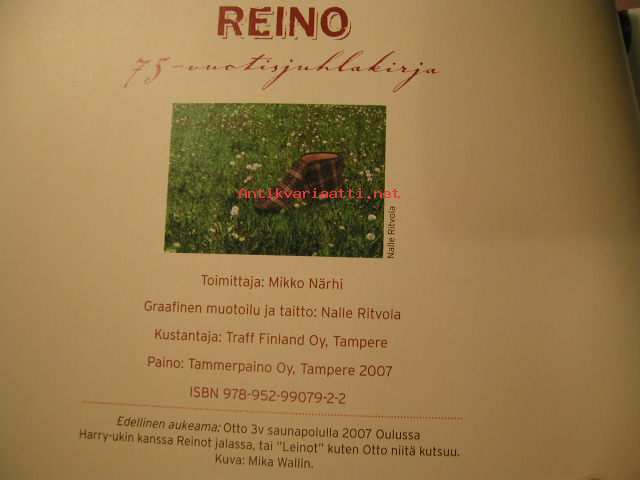 REINO
75-vuotisjuhlakirja
Antikvariaatti.net
Nalle Ritvola
Toimittaja: Mikko Närhi
Graafinen muotoilu ja taitto: Nalle Ritvola
Kustantaja: Traff Finland Oy, Tampere
Paino: Tammerpaino Oy, Tampere 2007
ISBN 978-952-99079-2-2
Edellinen aukeama: Otto 3v saunapolulla 2007 Oulussa
Harry-ukin kanssa Reinot jalassa, tai "Leinot" kuten Otto niitä kutsuu.
Kuva: Mika Wallin.